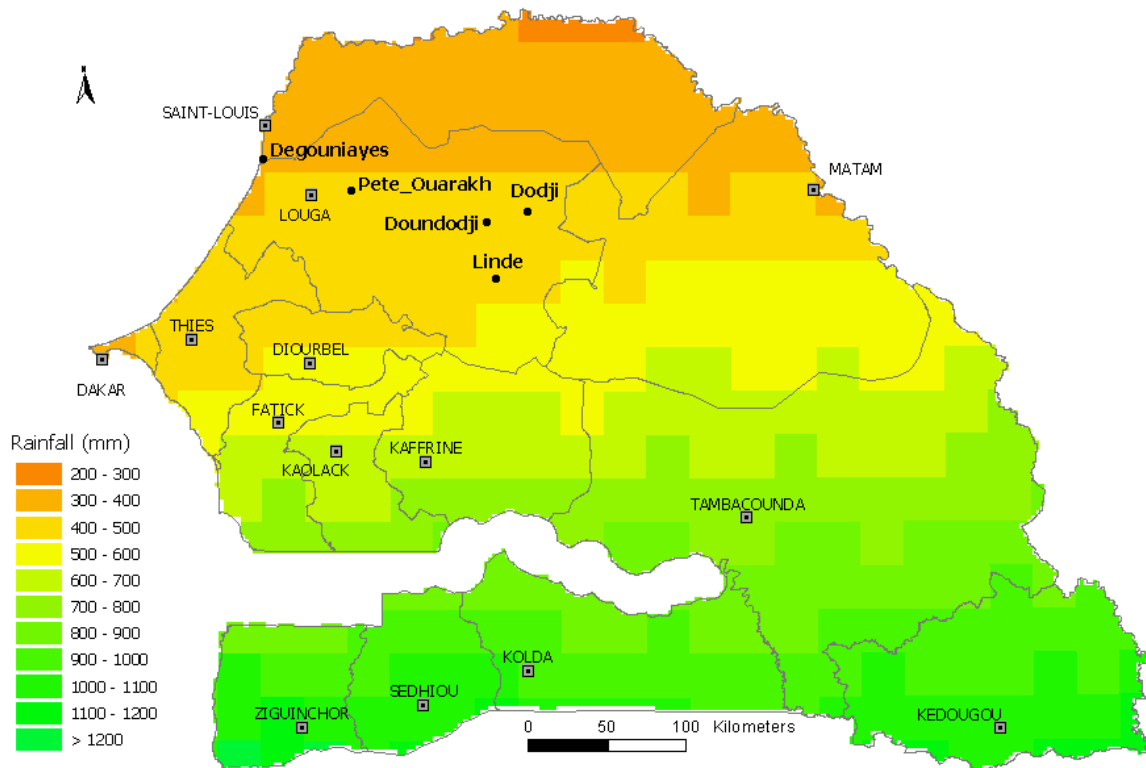 SAINT-LOUIS
Degouniayes
MATAM
Pete_Ouarakh
Dodji
LOUGA
Doundodji
Linde
THIES
DIOURBEL
DAKAR
FATICK
Rainfall (mm)
KAFFRINE
KAOLACK
200 - 300
300 - 400
400 - 500
500 - 600
600 - 700
700 - 800
800 - 900
900 - 1000
1000 - 1100
1100 - 1200
> 1200
TAMBACOUNDA
KOLDA
SEDHIOU
ZIGUINCHOR
KEDOUGOU
0 50 100 Kilometers